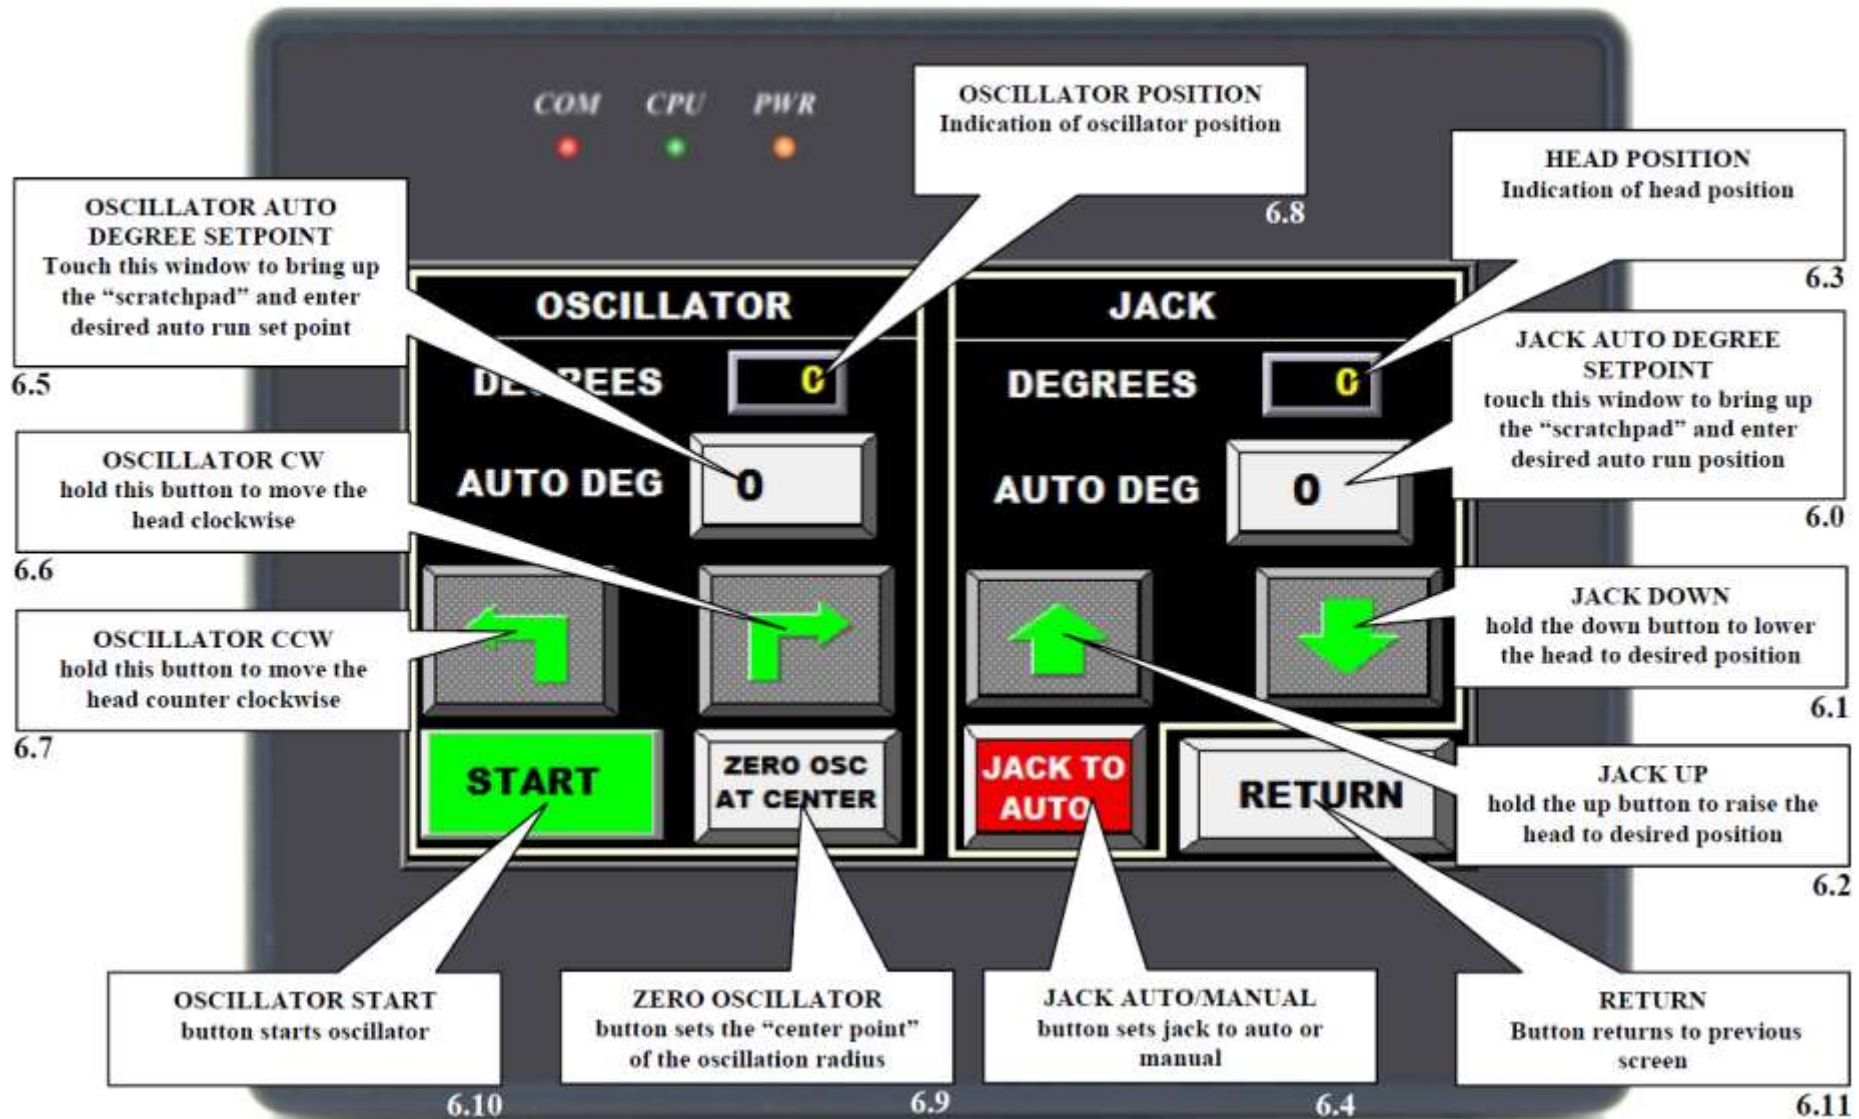 COM CPU PWR
OSCILLATOR POSITION
Indication of oscillator position
6.8
HEAD POSITION
Indication of head position
6.3
OSCILLATOR AUTO
DEGREE SETPOINT
Touch this window to bring up
the “scratchpad” and enter
desired auto run set point
6.5
OSCILLATOR CW
hold this button to move the
head clockwise
6.6
OSCILLATOR CCW
hold this button to move the
head counter clockwise
6.7
OSCILLATOR
DEGREES 0
AUTO DEG 0
START
ZERO OSC
AT CENTER
JACK
DEGREES 0
AUTO DEG 0
JACK TO
AUTO
RETURN
JACK AUTO DEGREE
SETPOINT
touch this window to bring up
the “scratchpad” and enter
desired auto run position
6.0
JACK DOWN
hold the down button to lower
the head to desired position
6.1
JACK UP
hold the up button to raise the
head to desired position
6.2
OSCILLATOR START
button starts oscillator
6.10
ZERO OSCILLATOR
button sets the “center point”
of the oscillation radius
6.9
JACK AUTO/MANUAL
button sets jack to auto or
manual
6.4
RETURN
Button returns to previous
screen
6.11